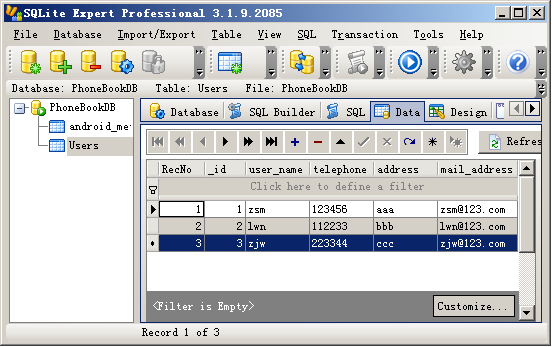 SQLite Expert Professional 3.1.9.2085
File Database Import/Export Table View SQL Transaction Tools Help
Database: PhoneBookDB Table: Users File: PhoneBookDB
PhoneBookDB
android_me
Users
Database SQL Builder SQL Data Design
Refres
RecNo _id user_name telephone address mail_address
Click here to define a filter
1 1 zsm 123456 aaa zsm@123.com
2 2 lwn 112233 bbb lwn@123.com
3 3 zjw 223344 ccc zjw@123.com
<Filter is Empty> Customize...
Record 1 of 3